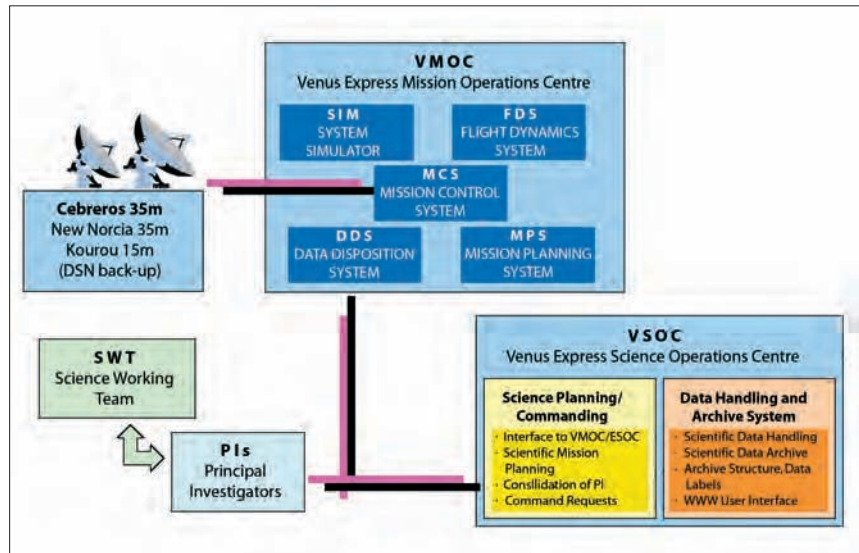 VMOC
Venus Express Mission Operations Centre
SIM
SYSTEM
SIMULATOR
FDS
FLIGHT DYNAMICS
SYSTEM
MCS
MISSION CONTROL
SYSTEM
DDS
DATA DISPOSITION
SYSTEM
MPS
MISSION PLANNING
SYSTEM
Cebreros 35m
New Norcia 35m
Kourou 15m
(DSN back-up)
SWT
Science Working
Team
PIs
Principal
Investigators
VSOC
Venus Express Science Operations Centre
Science Planning/
Commanding
· Interface to VMOC/ESOC
· Scientific Mission
Planning
· Consilidation of PI
Command Requests
Data Handling and
Archive System
· Scientific Data Handling
· Scientific Data Archive
· Archive Structure, Data
Labels
· WWW User Interface